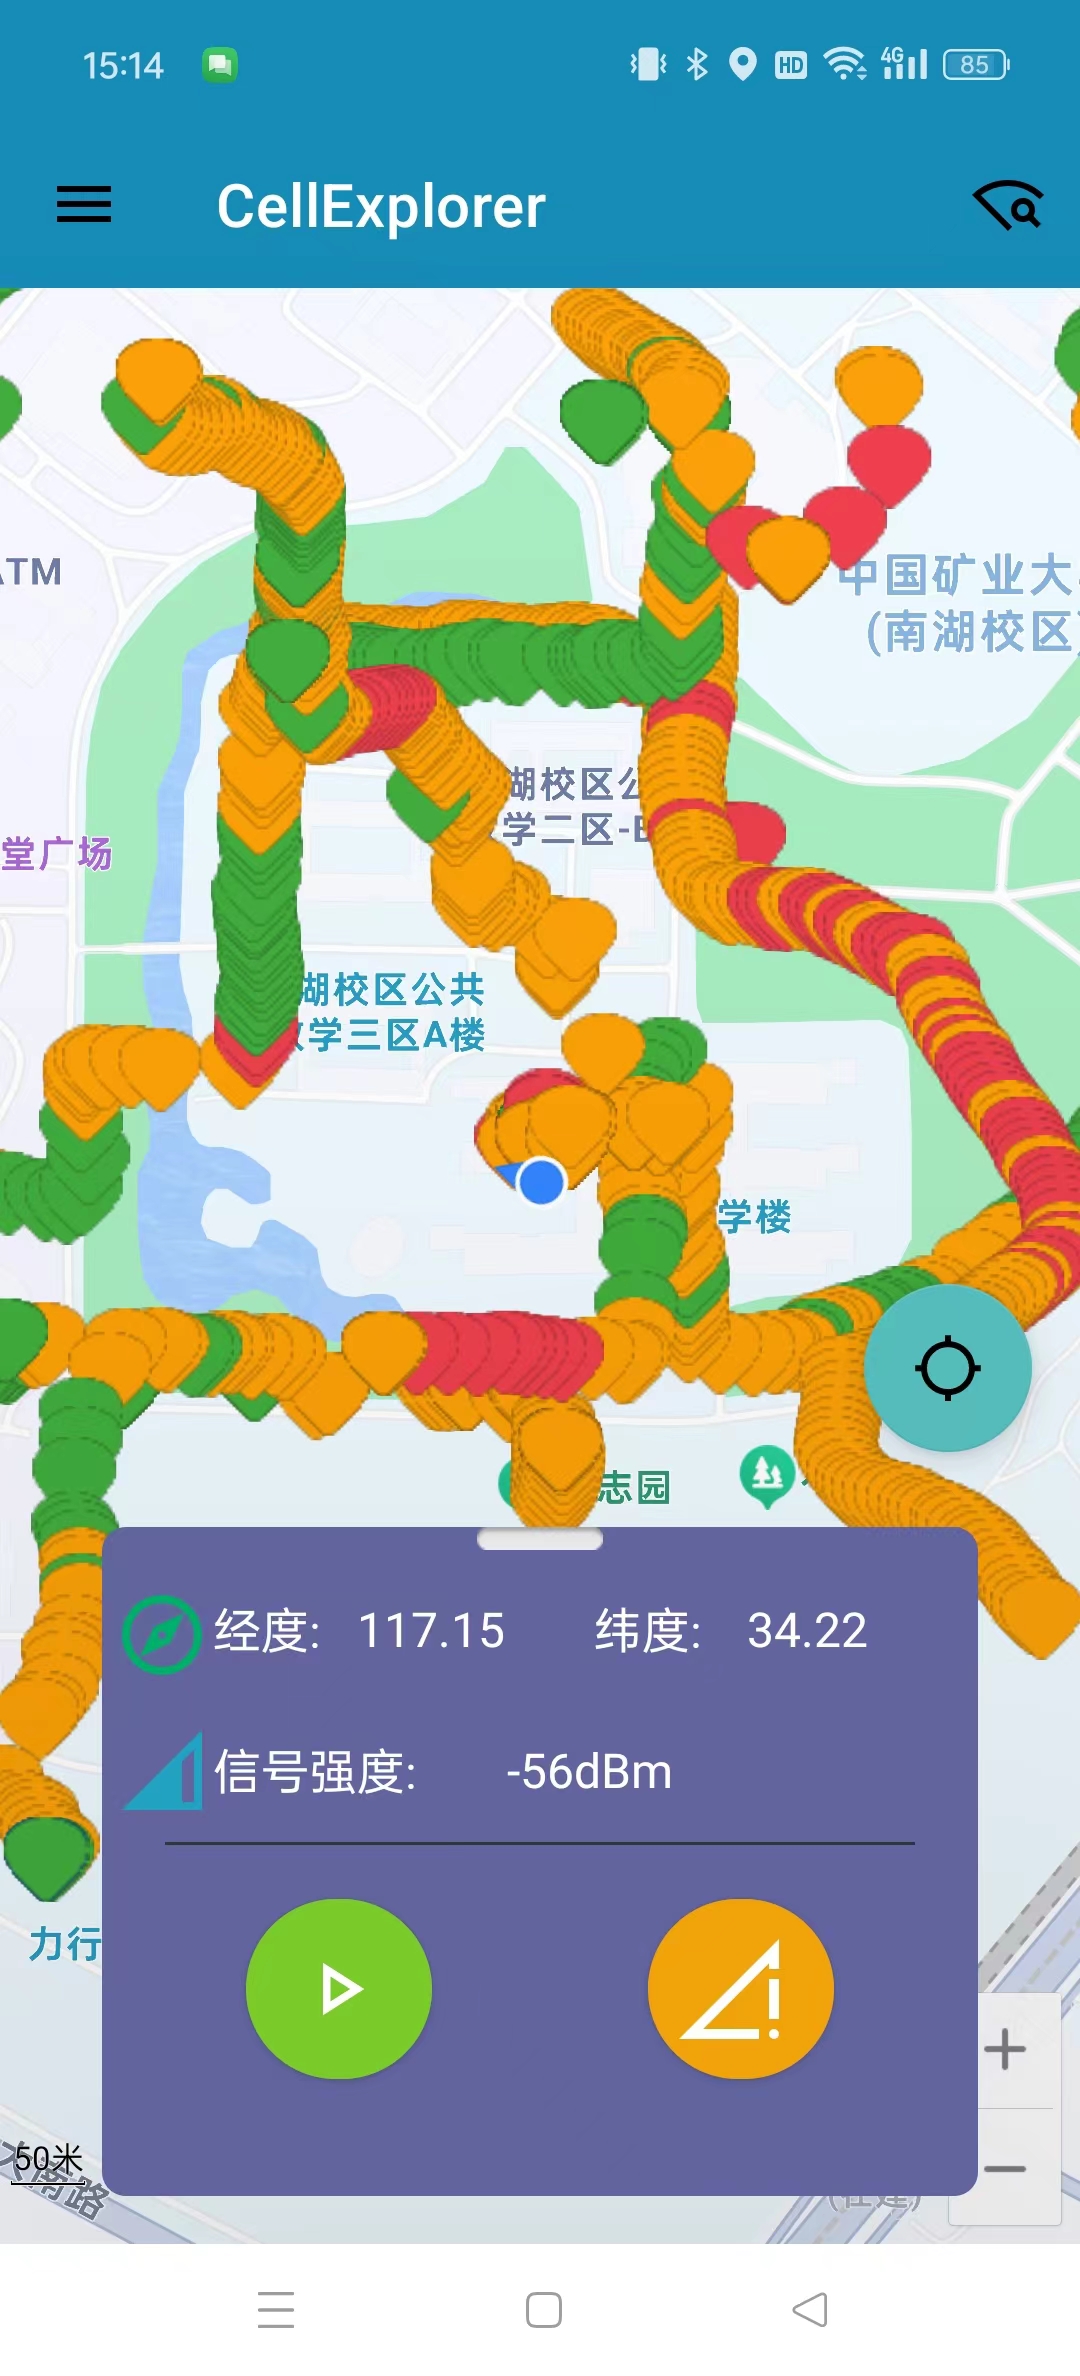 15:14
HD
4G
85
CellExplorer
ATM
中国矿业大
(南湖校区
湖校区公
学二区-B
堂广场
湖校区公共
学三区A楼
学楼
志园
经度: 117.15 纬度: 34.22
信号强度: -56dBm
力行
50米